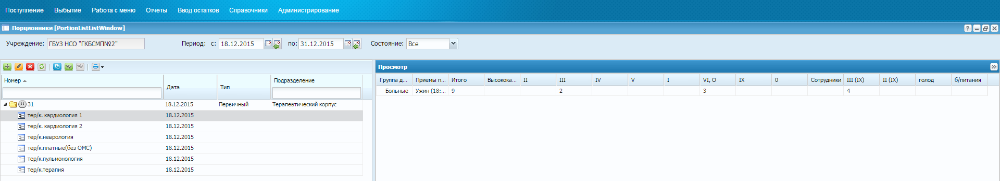 Поступление Выбытие Работа с меню Отчеты Ввод остатков Справочники Администрирование
Порционники [PortionListListWindow]
Учреждение: ГБУЗ НСО "ГКБСМП№2" Период: с: 18.12.2015 по: 31.12.2015 Состояние: Все
Просмотр
Номер Дата Тип Подразделение
Группа д... Приемы п... Итого Высокока... II III IV V I VI, О IX 0 Сотрудники III (IX) II (IX) голод б/питания
Больные Ужин (18:... 9 2 3 4
31 18.12.2015 Первичный Терапевтический корпус
тер/к. кардиология 1 18.12.2015
тер/к. кардиология 2 18.12.2015
тер/к.неврология 18.12.2015
тер/к.платные(без ОМС) 18.12.2015
тер/к.пульмонология 18.12.2015
тер/к.терапия 18.12.2015